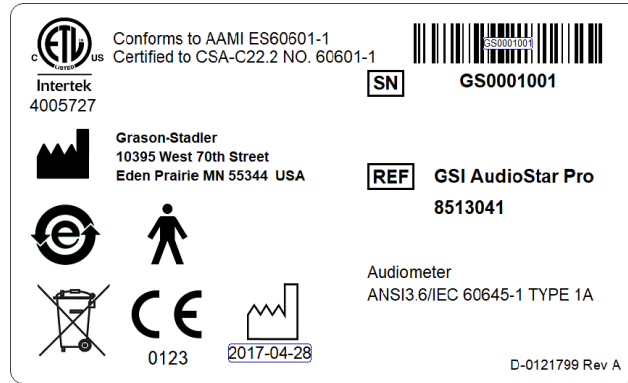 ETL
C LISTED US
Intertek
4005727
Conforms to AAMI ES60601-1
Certified to CSA-C22.2 NO. 60601-1
GS0001001
SN GS0001001
Grason-Stadler
10395 West 70th Street
Eden Prairie MN 55344 USA
REF GSI AudioStar Pro
8513041
e
Audiometer
ANSI3.6/IEC 60645-1 TYPE 1A
CE
0123
2017-04-28
D-0121799 Rev A